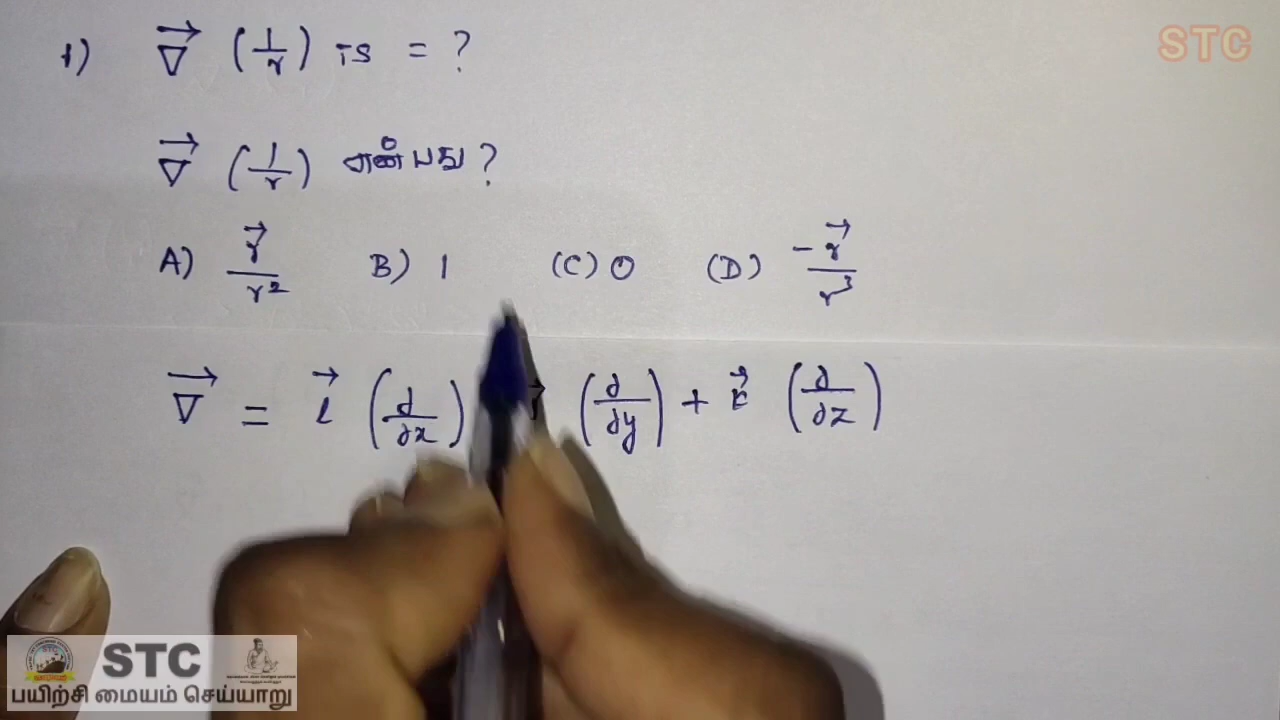 STC
1) ∇⃗ (1/r) is = ?
∇⃗ (1/r) என்பது ?
A) r⃗/r² B) 1 (C) 0 (D) -r⃗/r³
∇⃗ = i⃗ (∂/∂x) j⃗ (∂/∂y) + k⃗ (∂/∂z)
STC
பயிற்சி மையம் செய்யாறு